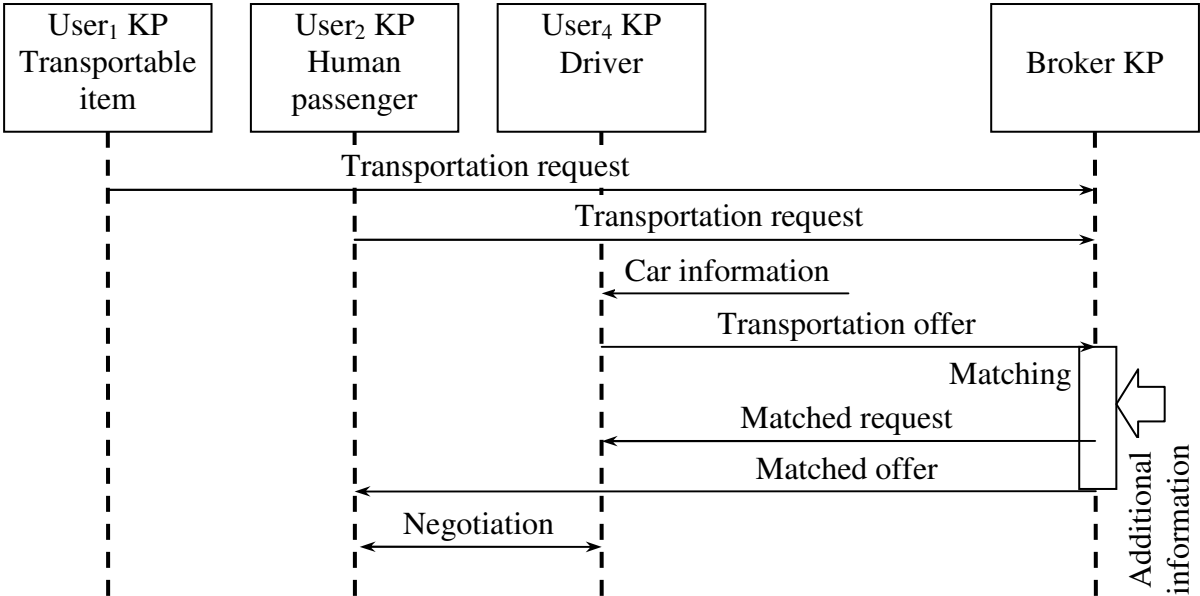 User₁ KP
Transportable
item
User₂ KP
Human
passenger
User₄ KP
Driver
Broker KP
Transportation request
Transportation request
Car information
Transportation offer
Matching
Matched request
Matched offer
Negotiation
Additional
information